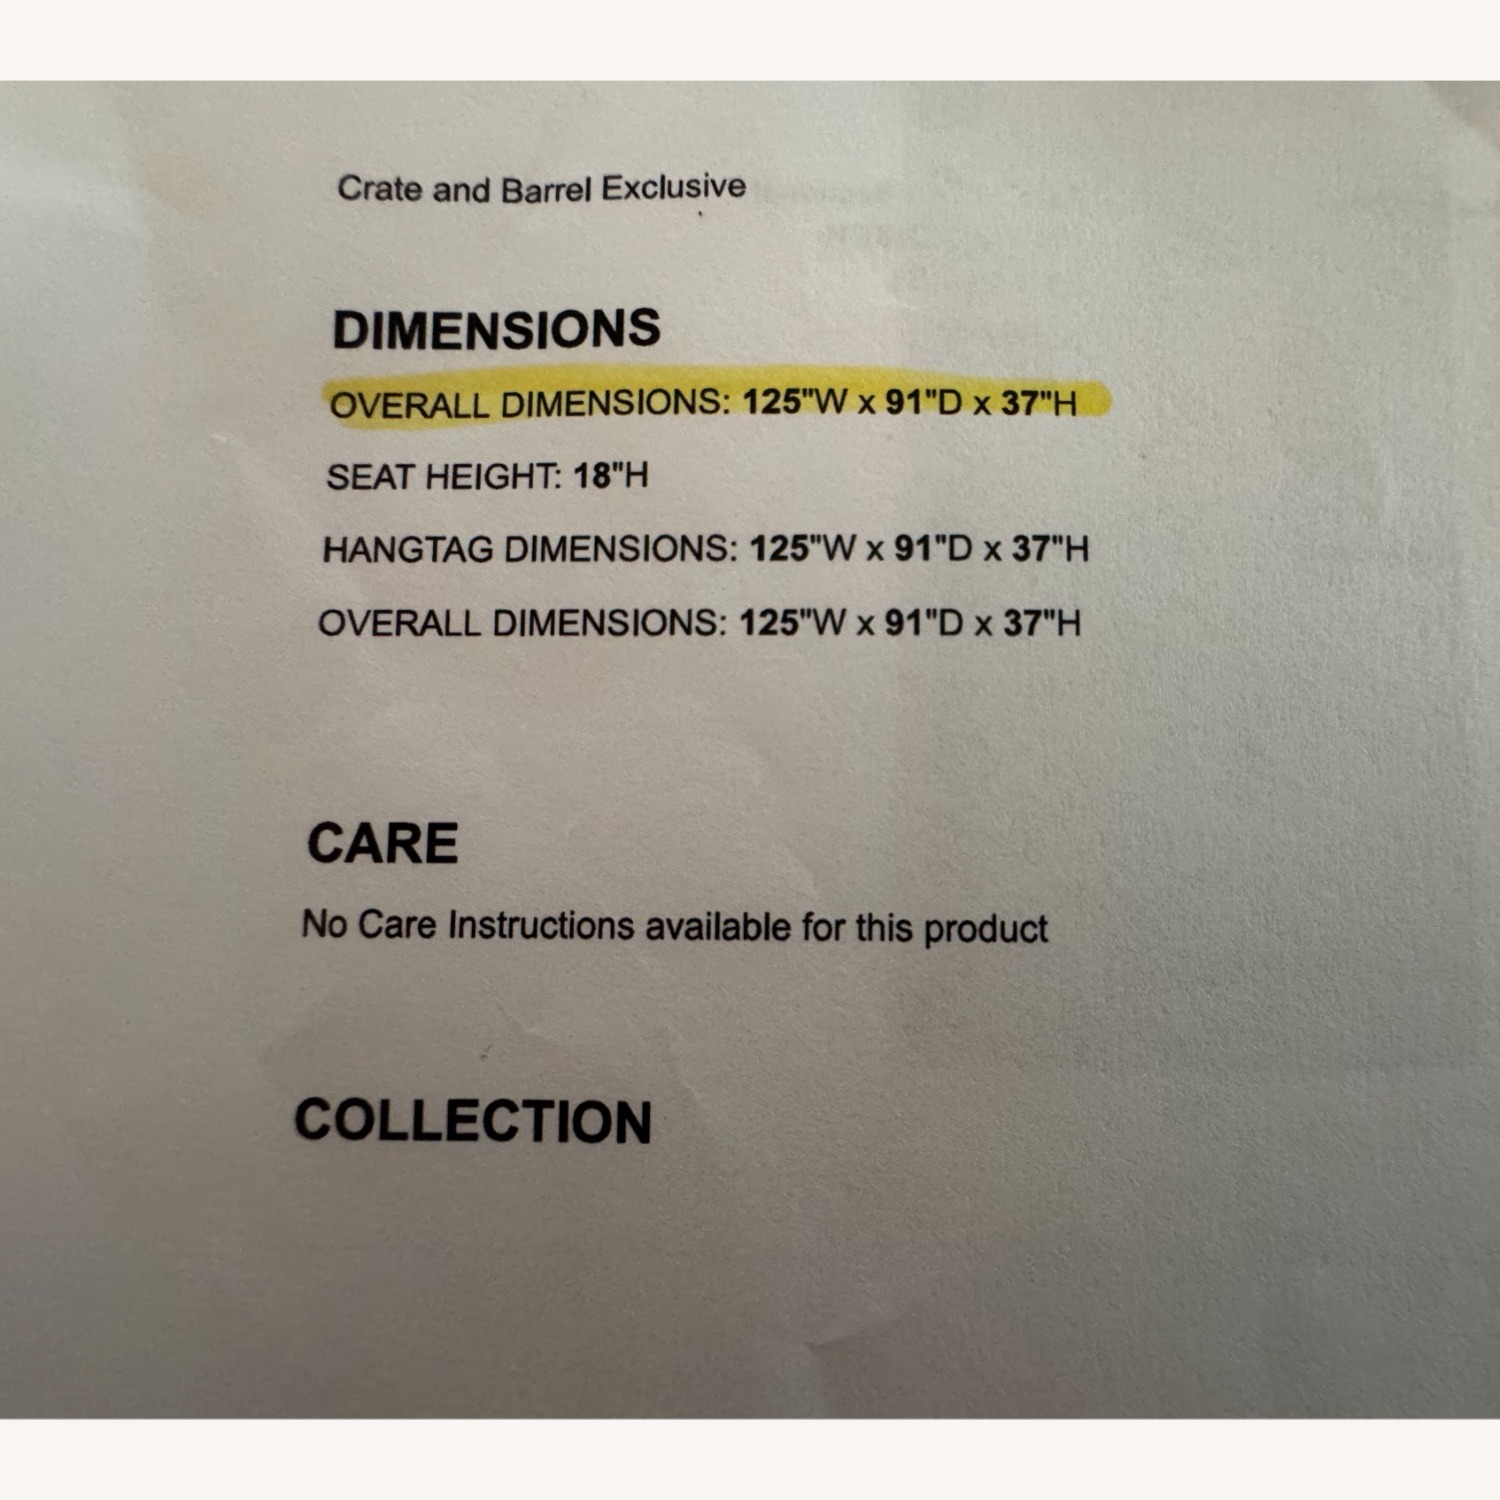 Crate and Barrel Exclusive
DIMENSIONS
OVERALL DIMENSIONS: 125"W x 91"D x 37"H
SEAT HEIGHT: 18"H
HANGTAG DIMENSIONS: 125"W x 91"D x 37"H
OVERALL DIMENSIONS: 125"W x 91"D x 37"H
CARE
No Care Instructions available for this product
COLLECTION